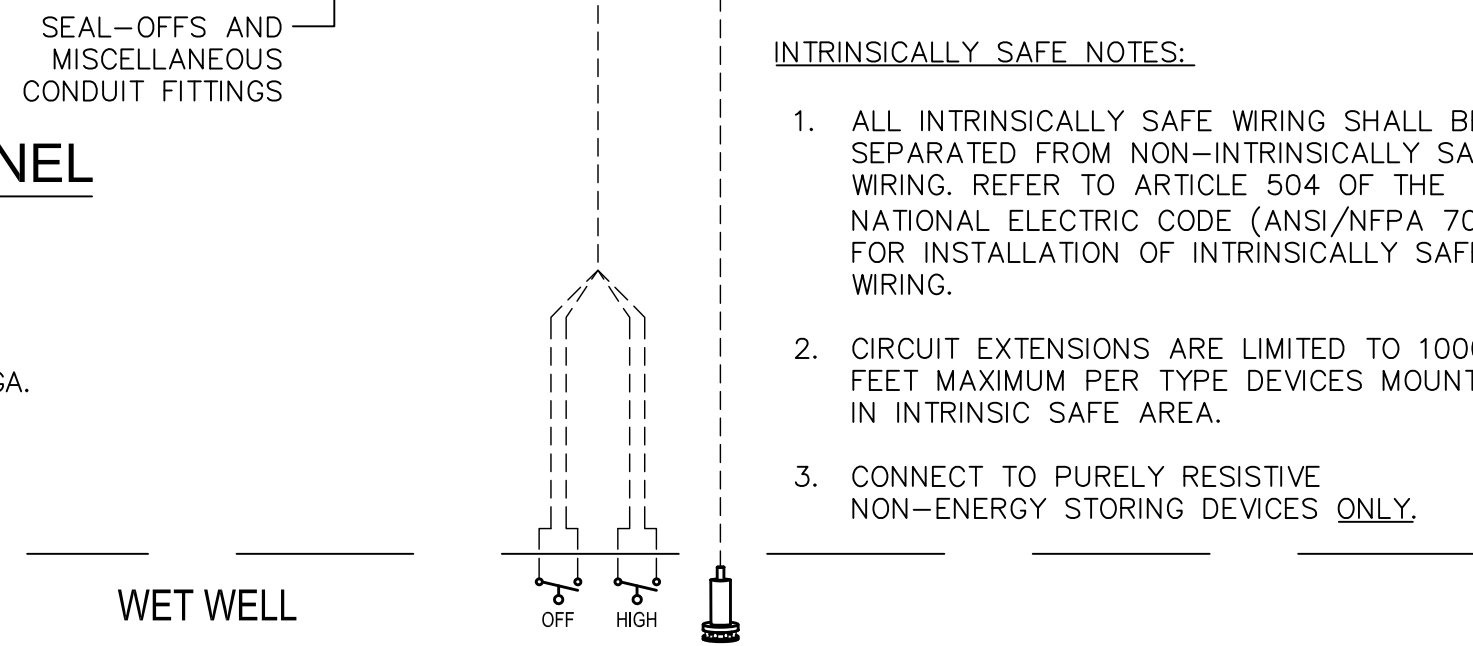 SEAL-OFFS AND
MISCELLANEOUS
CONDUIT FITTINGS
NEL
GA.
INTRINSICALLY SAFE NOTES:
1. ALL INTRINSICALLY SAFE WIRING SHALL BE
SEPARATED FROM NON-INTRINSICALLY SA
WIRING. REFER TO ARTICLE 504 OF THE
NATIONAL ELECTRIC CODE (ANSI/NFPA 70
FOR INSTALLATION OF INTRINSICALLY SAFE
WIRING.
2. CIRCUIT EXTENSIONS ARE LIMITED TO 1000
FEET MAXIMUM PER TYPE DEVICES MOUNT
IN INTRINSIC SAFE AREA.
3. CONNECT TO PURELY RESISTIVE
NON-ENERGY STORING DEVICES ONLY.
WET WELL
OFF
HIGH